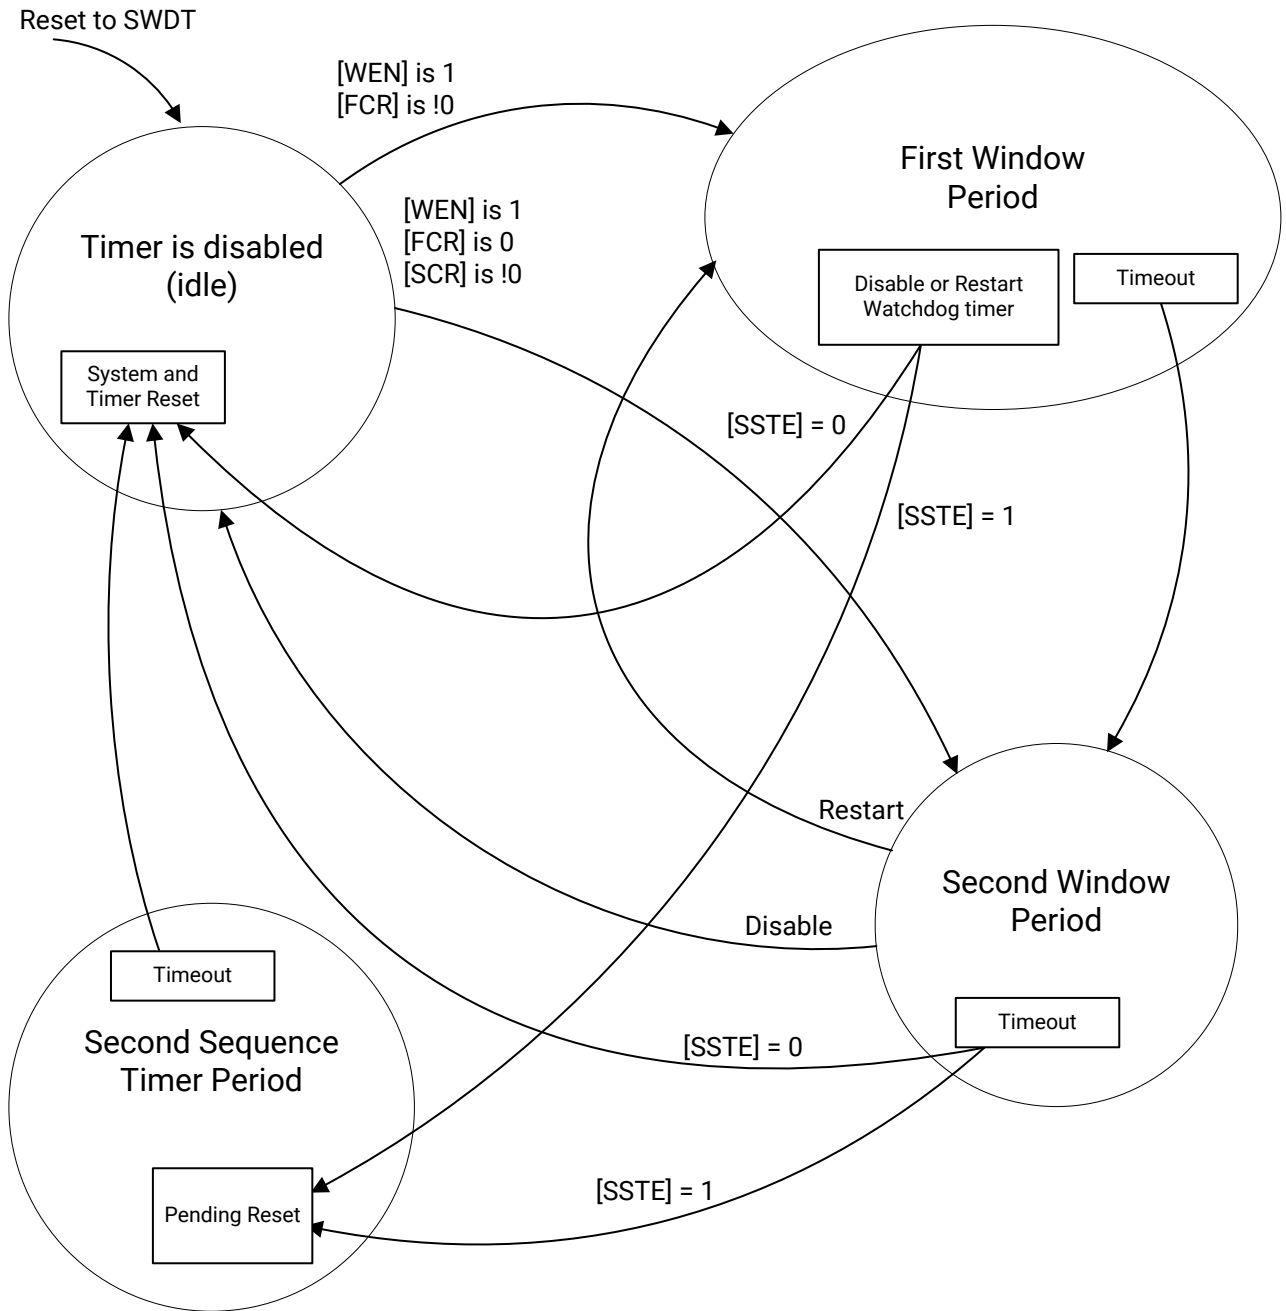 Reset to SWDT
[WEN] is 1
[FCR] is !0
First Window
Period
[WEN] is 1
[FCR] is 0
[SCR] is !0
Timer is disabled
(idle)
Disable or Restart
Watchdog timer
Timeout
System and
Timer Reset
[SSTE] = 0
[SSTE] = 1
Restart
Second Window
Period
Disable
Timeout
Timeout
Second Sequence
Timer Period
[SSTE] = 0
[SSTE] = 1
Pending Reset